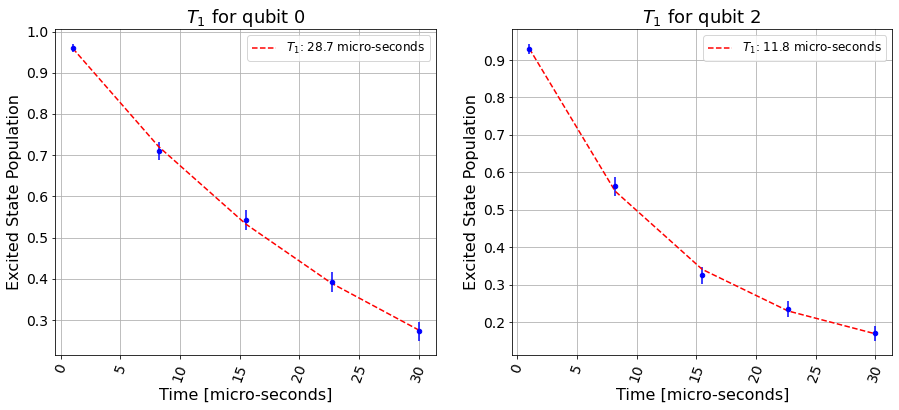 T₁ for qubit 0
1.0
0.9
0.8
0.7
0.6
0.5
0.4
0.3
Excited State Population
T₁: 28.7 micro-seconds
0 5 10 15 20 25 30
Time [micro-seconds]
T₁ for qubit 2
0.9
0.8
0.7
0.6
0.5
0.4
0.3
0.2
Excited State Population
T₁: 11.8 micro-seconds
0 5 10 15 20 25 30
Time [micro-seconds]